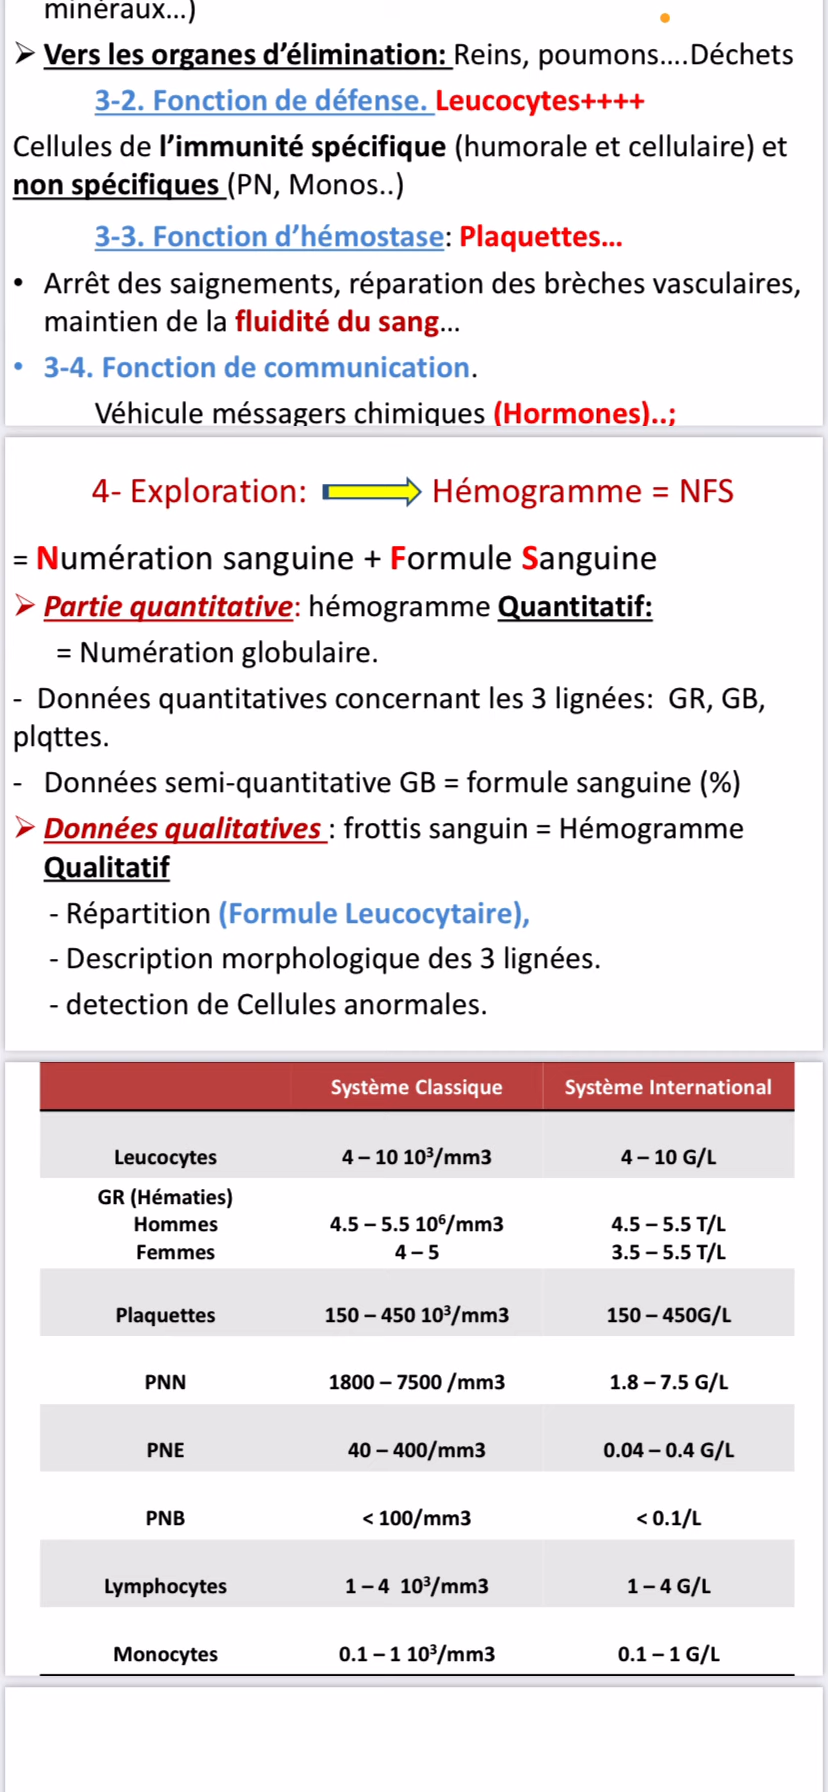 minéraux...)
➢ Vers les organes d’élimination: Reins, poumons....Déchets
3-2. Fonction de défense. Leucocytes++++
Cellules de l’immunité spécifique (humorale et cellulaire) et
non spécifiques (PN, Monos..)
3-3. Fonction d’hémostase: Plaquettes...
• Arrêt des saignements, réparation des brèches vasculaires,
maintien de la fluidité du sang...
• 3-4. Fonction de communication.
Véhicule méssagers chimiques (Hormones)..;
4- Exploration: Hémogramme = NFS
= Numération sanguine + Formule Sanguine
➢ Partie quantitative: hémogramme Quantitatif:
= Numération globulaire.
- Données quantitatives concernant les 3 lignées: GR, GB,
plqttes.
- Données semi-quantitative GB = formule sanguine (%)
➢ Données qualitatives : frottis sanguin = Hémogramme
Qualitatif
- Répartition (Formule Leucocytaire),
- Description morphologique des 3 lignées.
- detection de Cellules anormales.
Système Classique Système International
Leucocytes 4 – 10 10³/mm3 4 – 10 G/L
GR (Hématies)
Hommes 4.5 – 5.5 10⁶/mm3 4.5 – 5.5 T/L
Femmes 4 – 5 3.5 – 5.5 T/L
Plaquettes 150 – 450 10³/mm3 150 – 450G/L
PNN 1800 – 7500 /mm3 1.8 – 7.5 G/L
PNE 40 – 400/mm3 0.04 – 0.4 G/L
PNB < 100/mm3 < 0.1/L
Lymphocytes 1 – 4 10³/mm3 1 – 4 G/L
Monocytes 0.1 – 1 10³/mm3 0.1 – 1 G/L